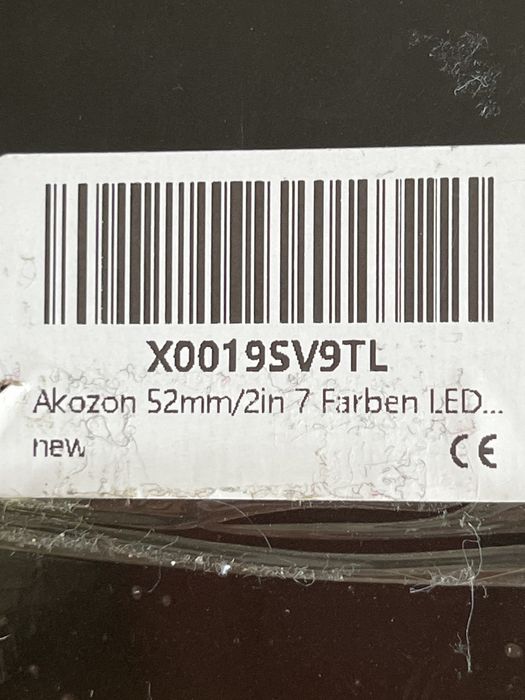 X0019SV9TL
Akozon 52mm/2in 7 Farben LED...
new CE